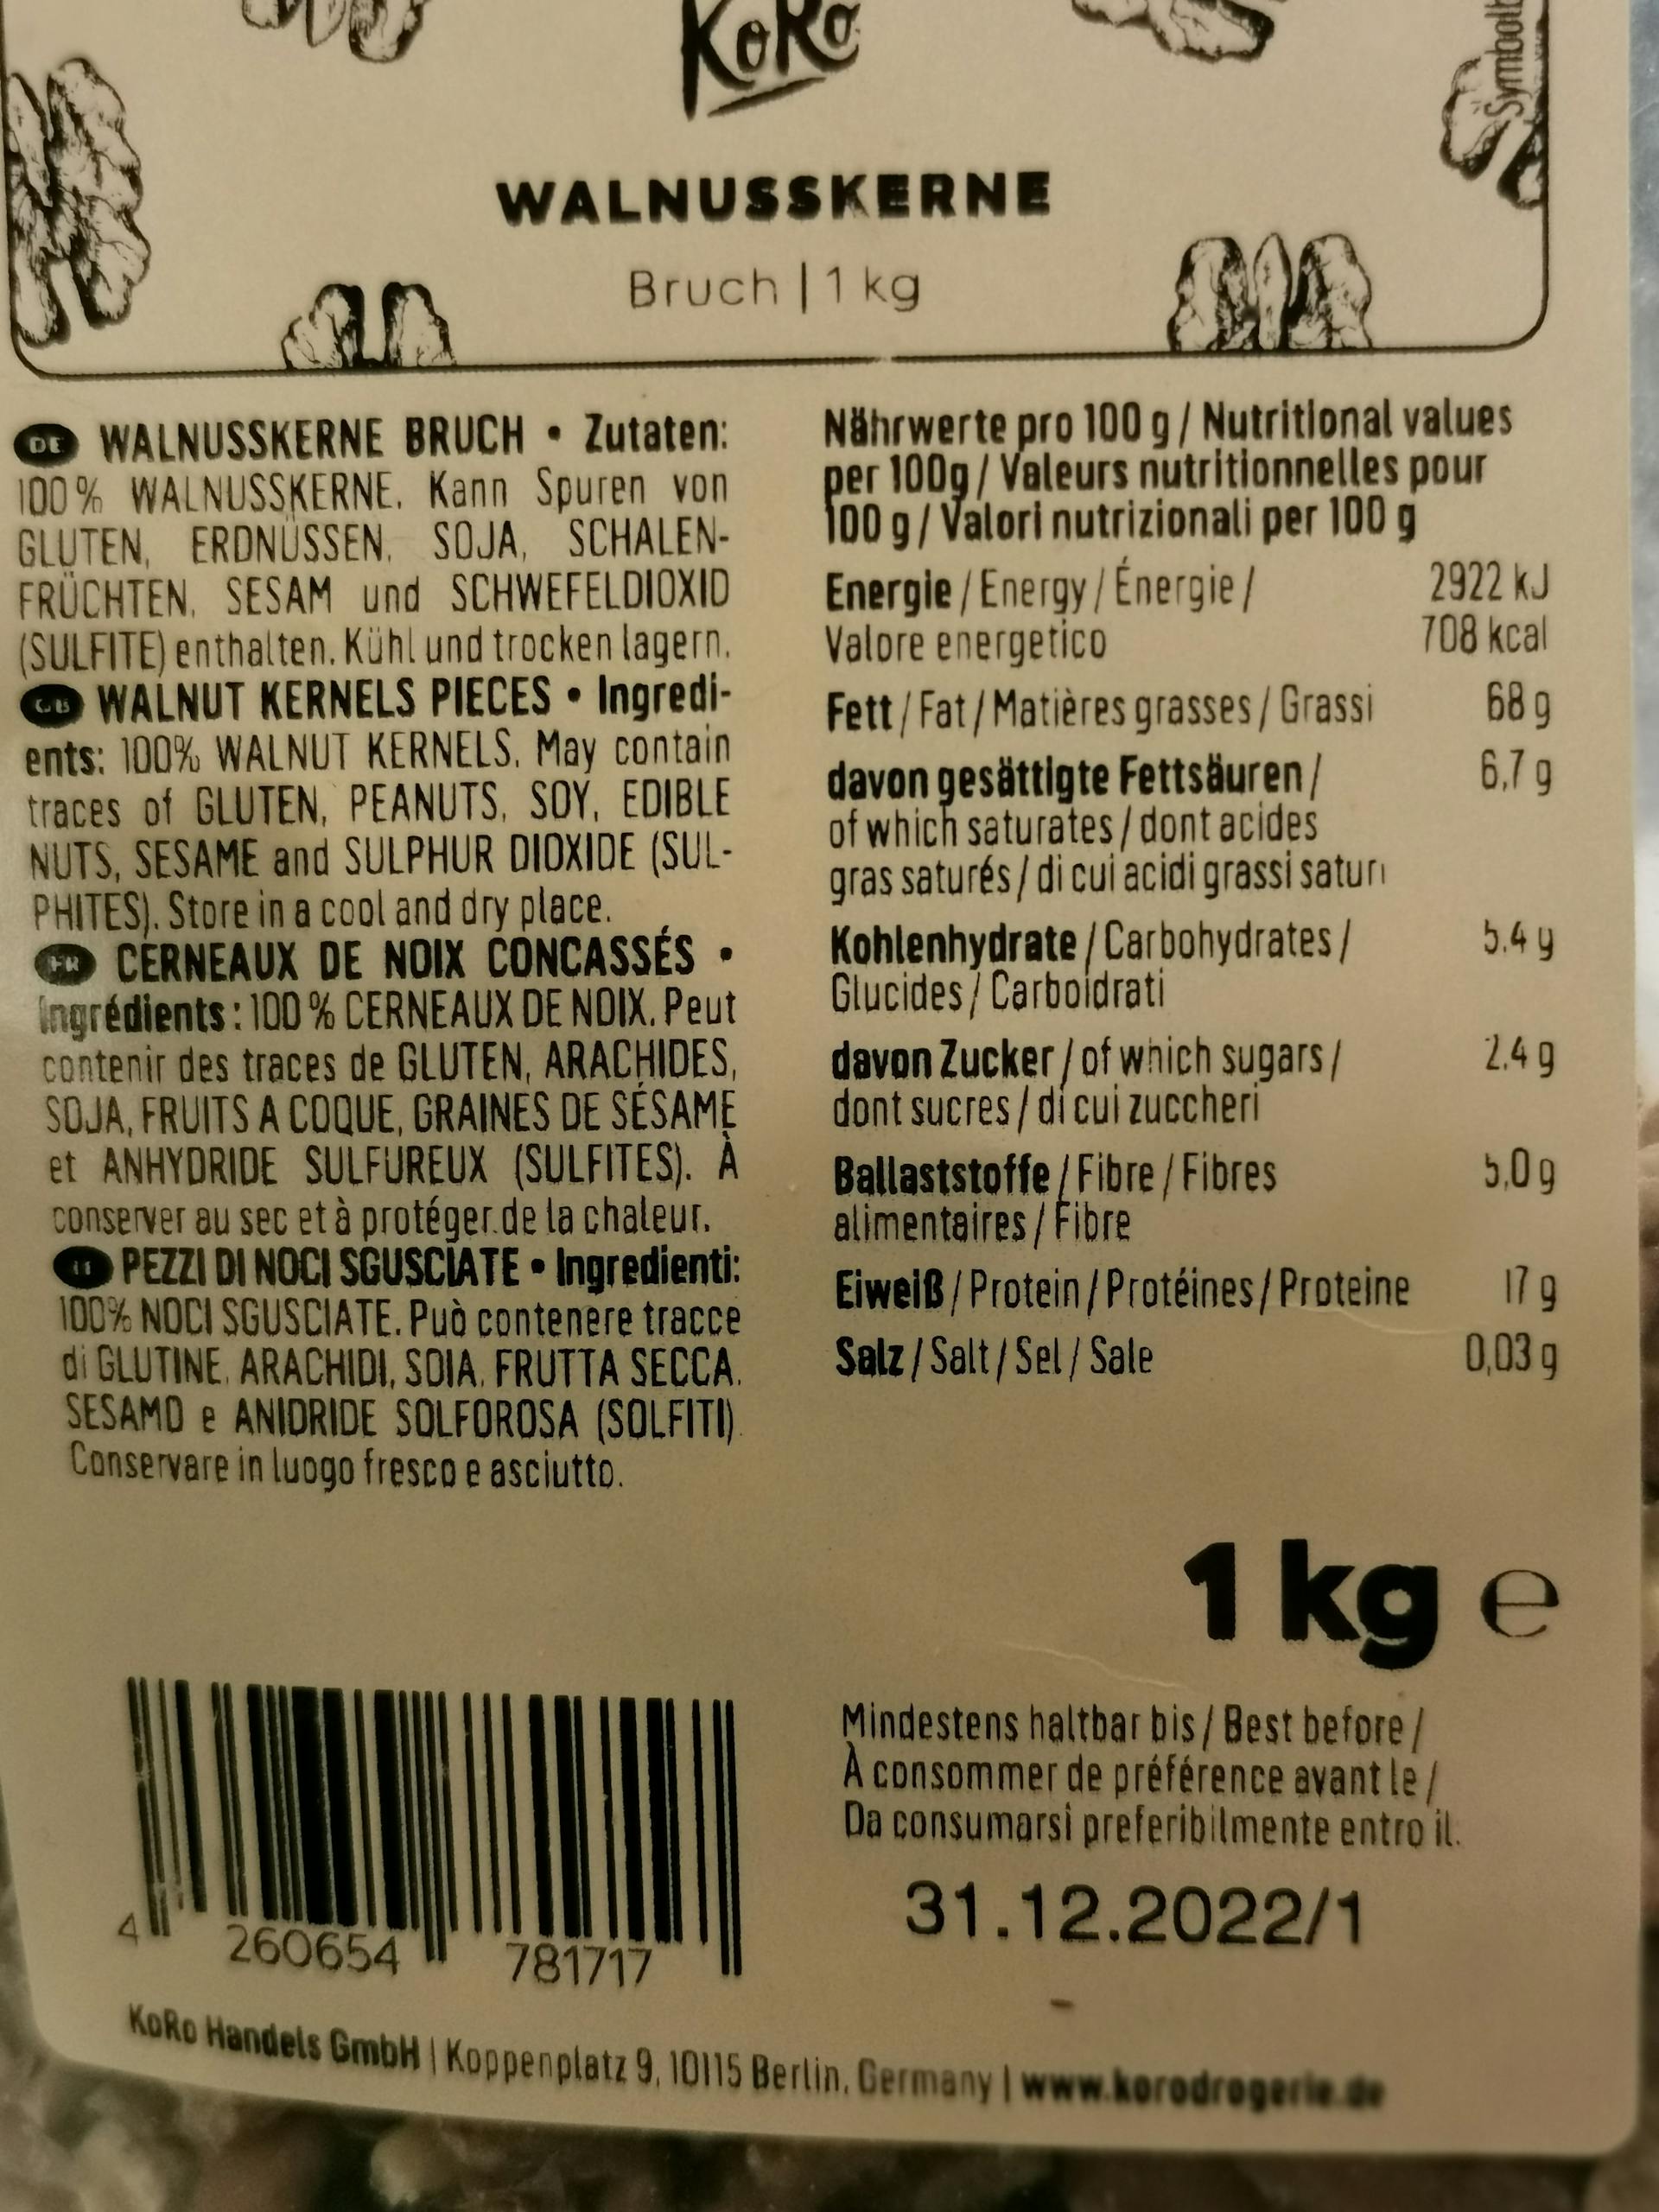 KoRo
Symbolb
WALNUSSKERNE
Bruch | 1 kg
DE WALNUSSKERNE BRUCH • Zutaten:
100 % WALNUSSKERNE. Kann Spuren von
GLUTEN, ERDNÜSSEN, SOJA, SCHALEN-
FRÜCHTEN, SESAM und SCHWEFELDIOXID
(SULFITE) enthalten. Kühl und trocken lagern.
GB WALNUT KERNELS PIECES • Ingredi-
ents: 100% WALNUT KERNELS. May contain
traces of GLUTEN, PEANUTS, SOY, EDIBLE
NUTS, SESAME and SULPHUR DIOXIDE (SUL-
PHITES). Store in a cool and dry place.
FR CERNEAUX DE NOIX CONCASSÉS •
Ingrédients : 100 % CERNEAUX DE NOIX. Peut
contenir des traces de GLUTEN, ARACHIDES,
SOJA, FRUITS A COQUE, GRAINES DE SÉSAME
et ANHYDRIDE SULFUREUX (SULFITES). À
conserver au sec et à protéger de la chaleur.
IT PEZZI DI NOCI SGUSCIATE • Ingredienti:
100% NOCI SGUSCIATE. Può contenere tracce
di GLUTINE, ARACHIDI, SOIA, FRUTTA SECCA,
SESAMO e ANIDRIDE SOLFOROSA (SOLFITI).
Conservare in luogo fresco e asciutto.
Nährwerte pro 100 g / Nutritional values
per 100g / Valeurs nutritionnelles pour
100 g / Valori nutrizionali per 100 g
Energie / Energy / Énergie / 2922 kJ
Valore energetico 708 kcal
Fett / Fat / Matières grasses / Grassi 68 g
davon gesättigte Fettsäuren / 6,7 g
of which saturates / dont acides
gras saturés / di cui acidi grassi saturi
Kohlenhydrate / Carbohydrates / 5,4 g
Glucides / Carboidrati
davon Zucker / of which sugars / 2,4 g
dont sucres / di cui zuccheri
Ballaststoffe / Fibre / Fibres 5,0 g
alimentaires / Fibre
Eiweiß / Protein / Protéines / Proteine 17 g
Salz / Salt / Sel / Sale 0,03 g
1 kg e
Mindestens haltbar bis / Best before /
À consommer de préférence avant le /
Da consumarsi preferibilmente entro il:
31.12.2022/1
4 260654 781717
KoRo Handels GmbH | Koppenplatz 9, 10115 Berlin, Germany | www.korodrogerie.de